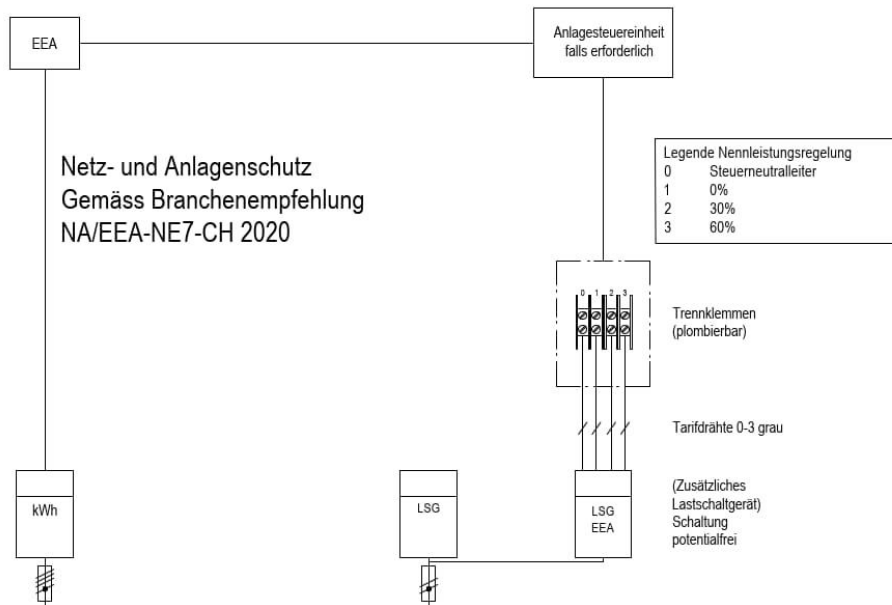 EEA
Anlagesteuereinheit
falls erforderlich
Netz- und Anlagenschutz
Gemäss Branchenempfehlung
NA/EEA-NE7-CH 2020
Legende Nennleistungsregelung
0 Steuerneutralleiter
1 0%
2 30%
3 60%
0 1 2 3
Trennklemmen
(plombierbar)
Tarifdrähte 0-3 grau
kWh
LSG
LSG
EEA
(Zusätzliches
Lastschaltgerät)
Schaltung
potentialfrei